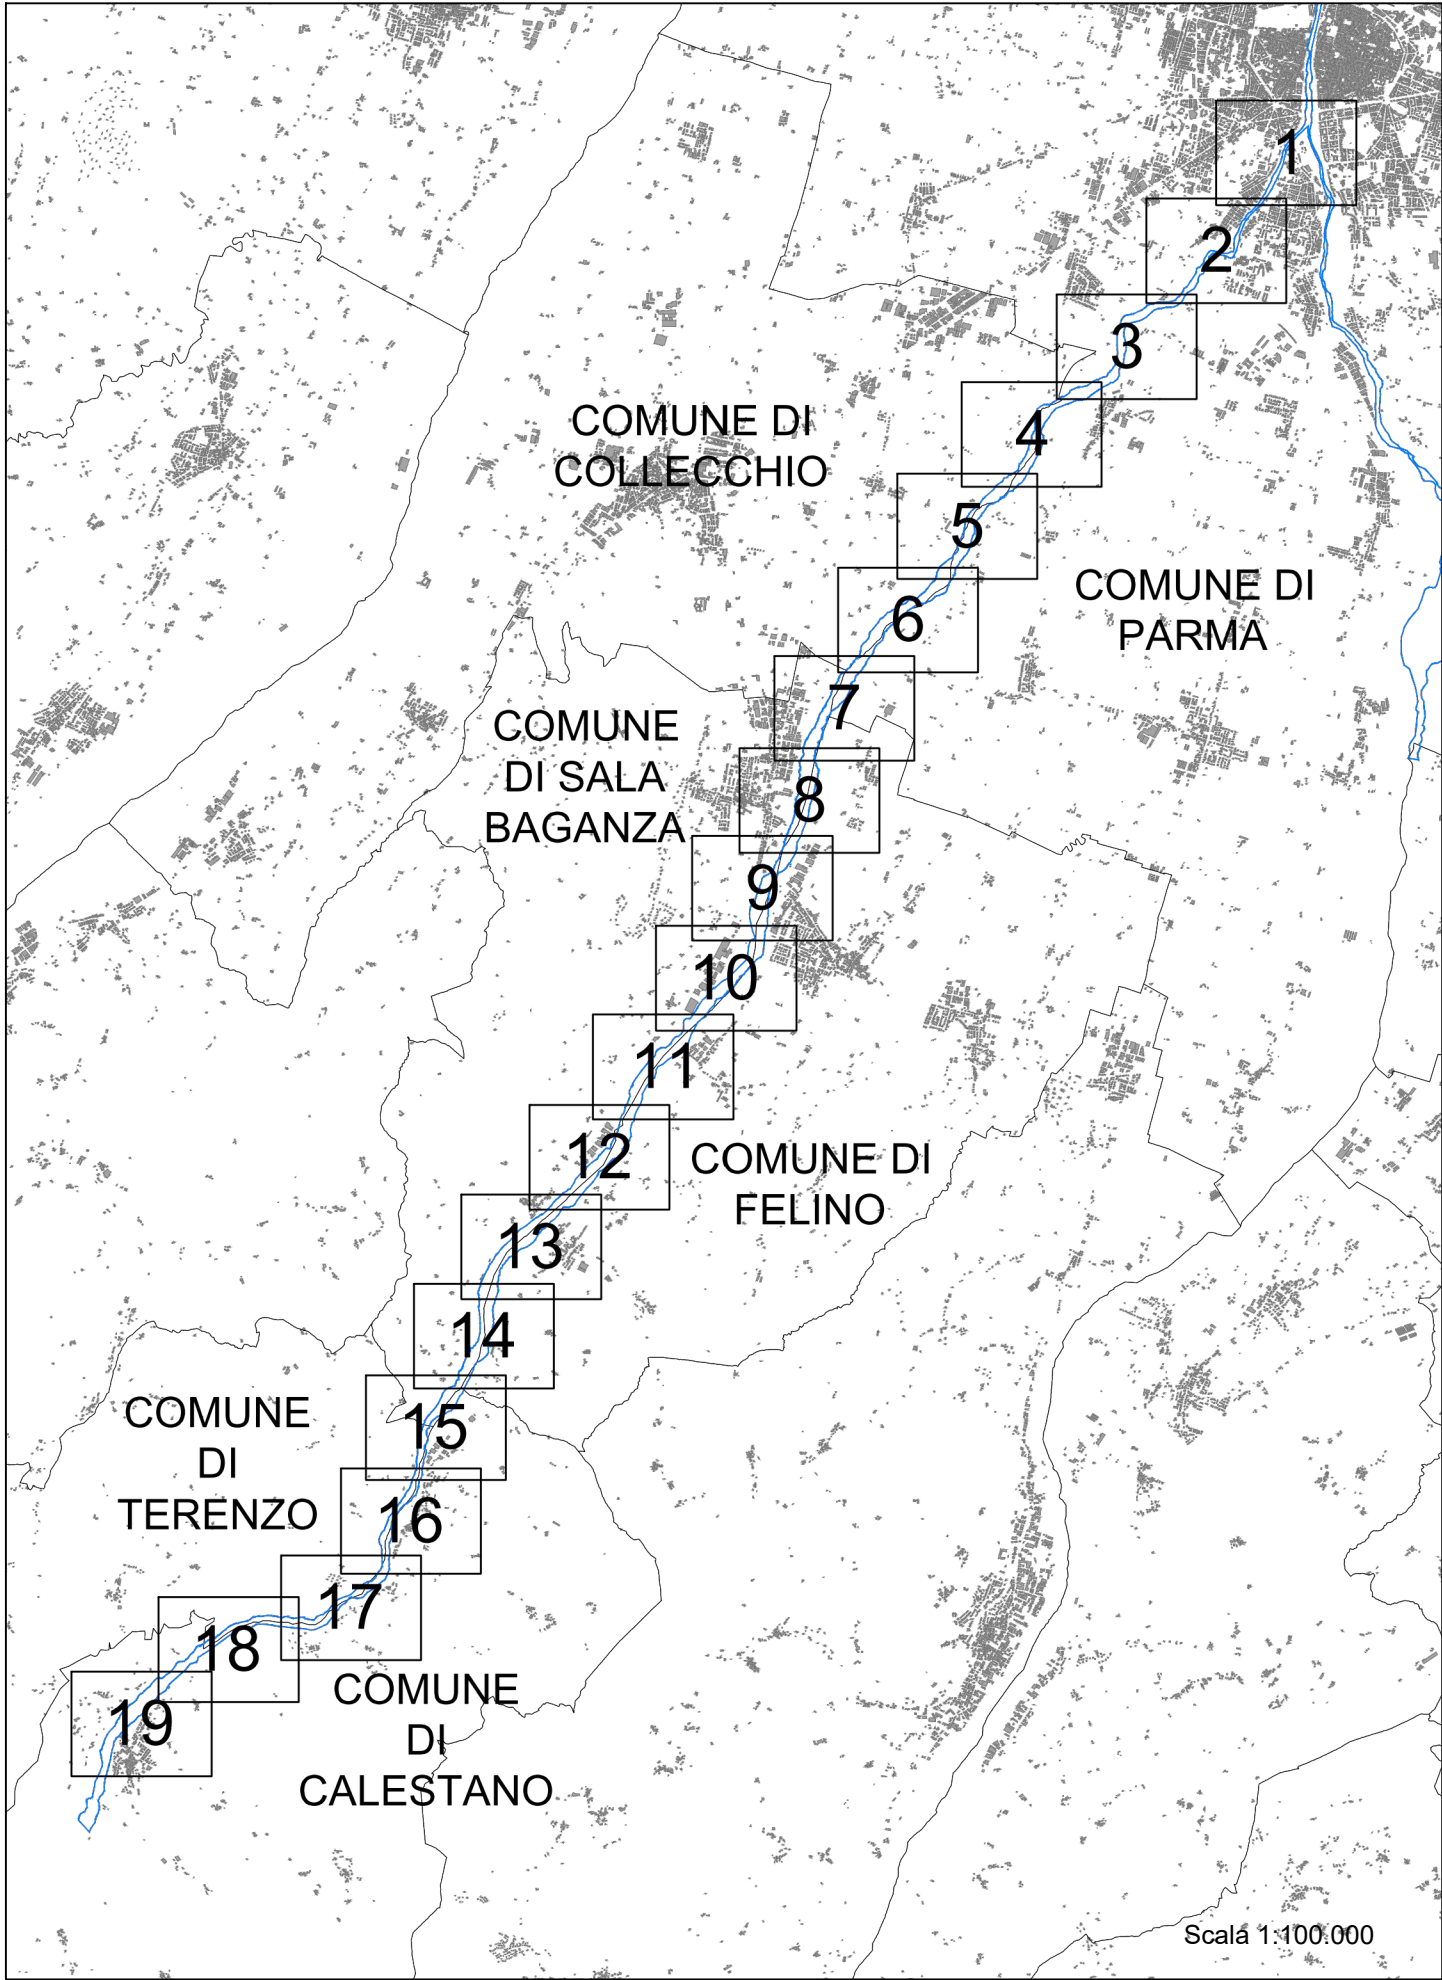 1
2
3
COMUNE DI
COLLECCHIO
4
5
COMUNE DI
PARMA
6
7
COMUNE
DI SALA
BAGANZA
8
9
10
11
12
COMUNE DI
FELINO
13
14
COMUNE
DI
TERENZO
15
16
17
18
19
COMUNE
DI
CALESTANO
Scala 1:100.000